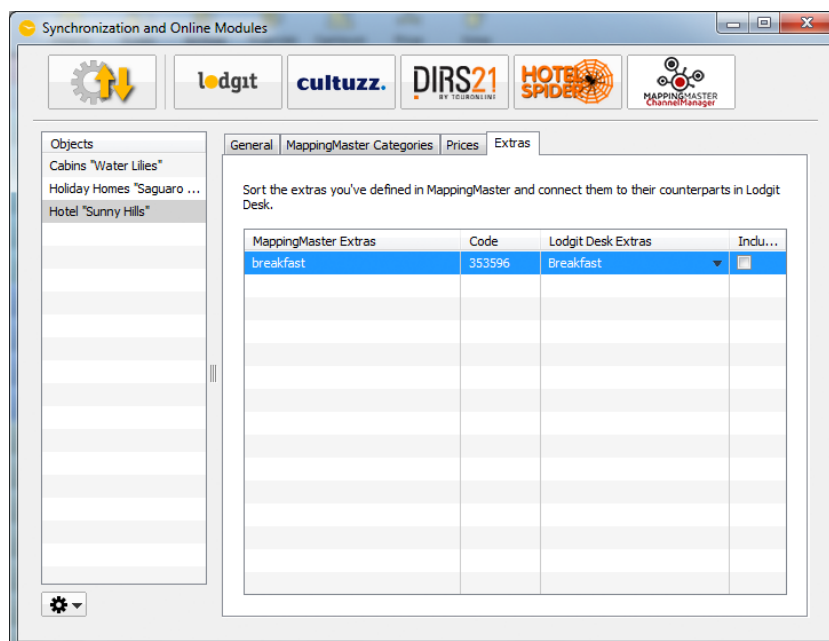 Synchronization and Online Modules
lodgit
cultuzz.
DIRS21
BY TOURONLINE
HOTEL
SPIDER
MAPPINGMASTER
ChannelManager
Objects
Cabins "Water Lilies"
Holiday Homes "Saguaro ...
Hotel "Sunny Hills"
General MappingMaster Categories Prices Extras
Sort the extras you've defined in MappingMaster and connect them to their counterparts in Lodgit
Desk.
MappingMaster Extras Code Lodgit Desk Extras Inclu...
breakfast 353596 Breakfast